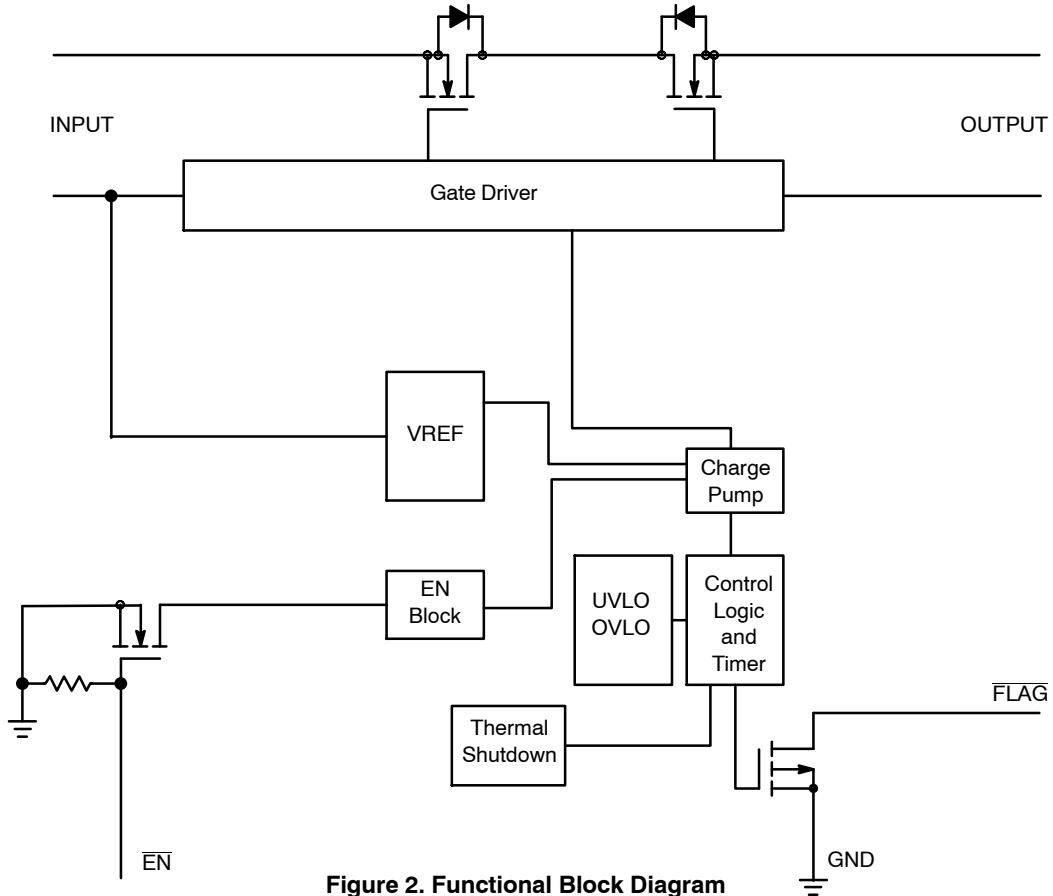 INPUT
OUTPUT
Gate Driver
VREF
Charge
Pump
EN
Block
UVLO
OVLO
Control
Logic
and
Timer
FLAG
Thermal
Shutdown
EN
GND
Figure 2. Functional Block Diagram